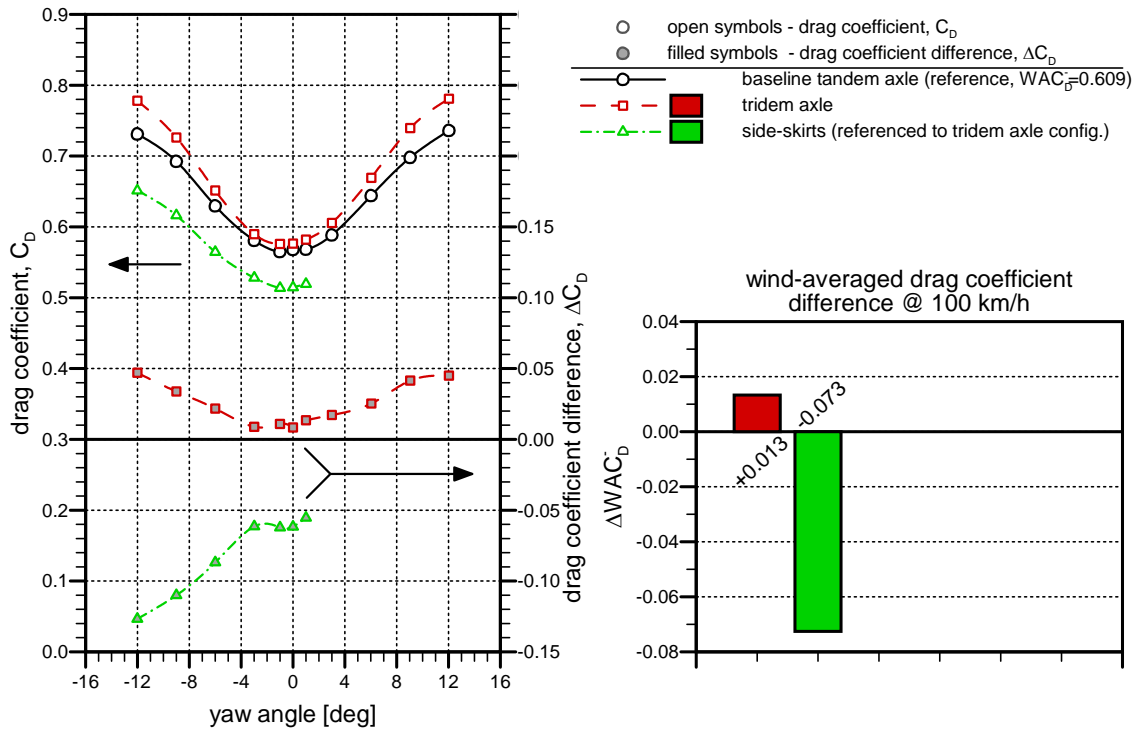 open symbols - drag coefficient, C_D
filled symbols - drag coefficient difference, ΔC_D
baseline tandem axle (reference, WAC_D=0.609)
tridem axle
side-skirts (referenced to tridem axle config.)
0.9
0.8
0.7
0.6
0.5
0.4
0.3
0.2
0.1
0.0
drag coefficient, C_D
0.15
0.10
0.05
0.00
-0.05
-0.10
-0.15
drag coefficient difference, ΔC_D
-16 -12 -8 -4 0 4 8 12 16
yaw angle [deg]
wind-averaged drag coefficient
difference @ 100 km/h
0.04
0.02
0.00
-0.02
-0.04
-0.06
-0.08
ΔWAC_D
+0.013
-0.073